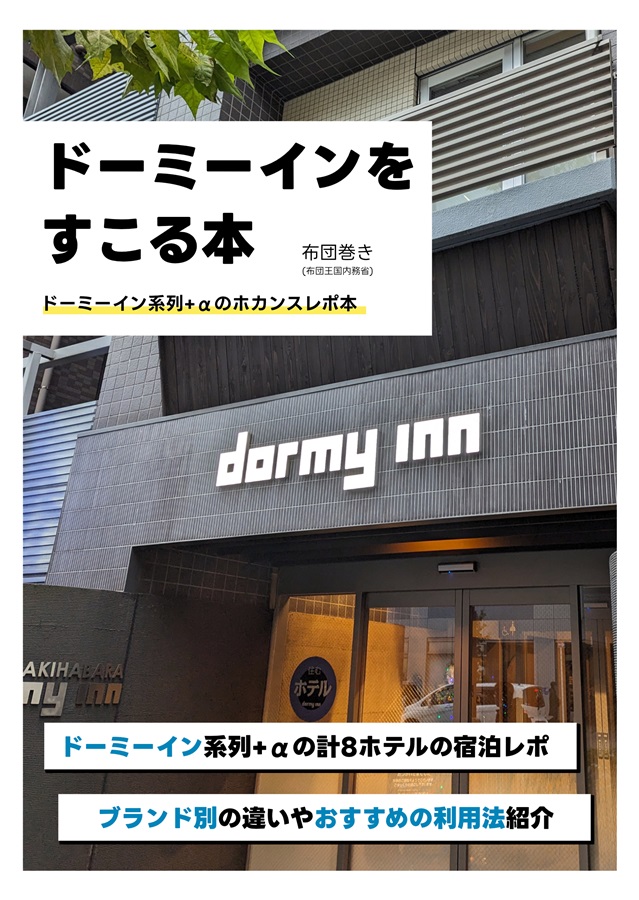 ドーミーインを
すこる本
布団巻き
(布団王国内務省)
ドーミーイン系列+αのホカンスレポ本
dormy inn
AKIHABARA
my inn
住む
ホテル
dormy inn
ドーミーイン系列+αの計8ホテルの宿泊レポ
ブランド別の違いやおすすめの利用法紹介